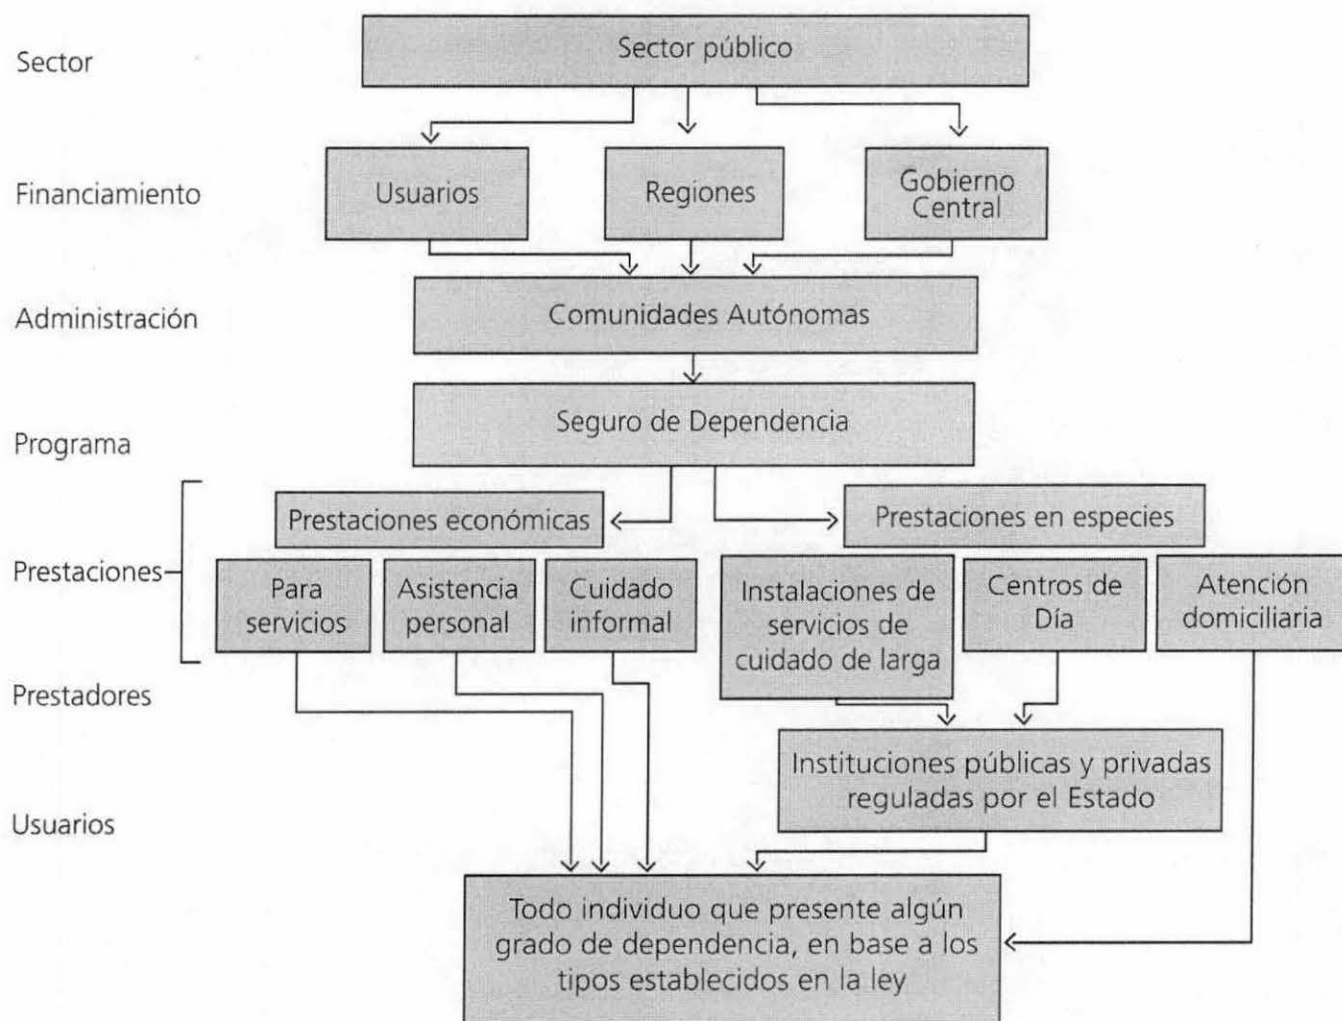 Sector
Sector público
Financiamiento
Usuarios
Regiones
Gobierno
Central
Administración
Comunidades Autónomas
Programa
Seguro de Dependencia
Prestaciones económicas
Prestaciones en especies
Prestaciones
Para
servicios
Asistencia
personal
Cuidado
informal
Instalaciones de
servicios de
cuidado de larga
Centros de
Día
Atención
domiciliaria
Prestadores
Instituciones públicas y privadas
reguladas por el Estado
Usuarios
Todo individuo que presente algún
grado de dependencia, en base a los
tipos establecidos en la ley